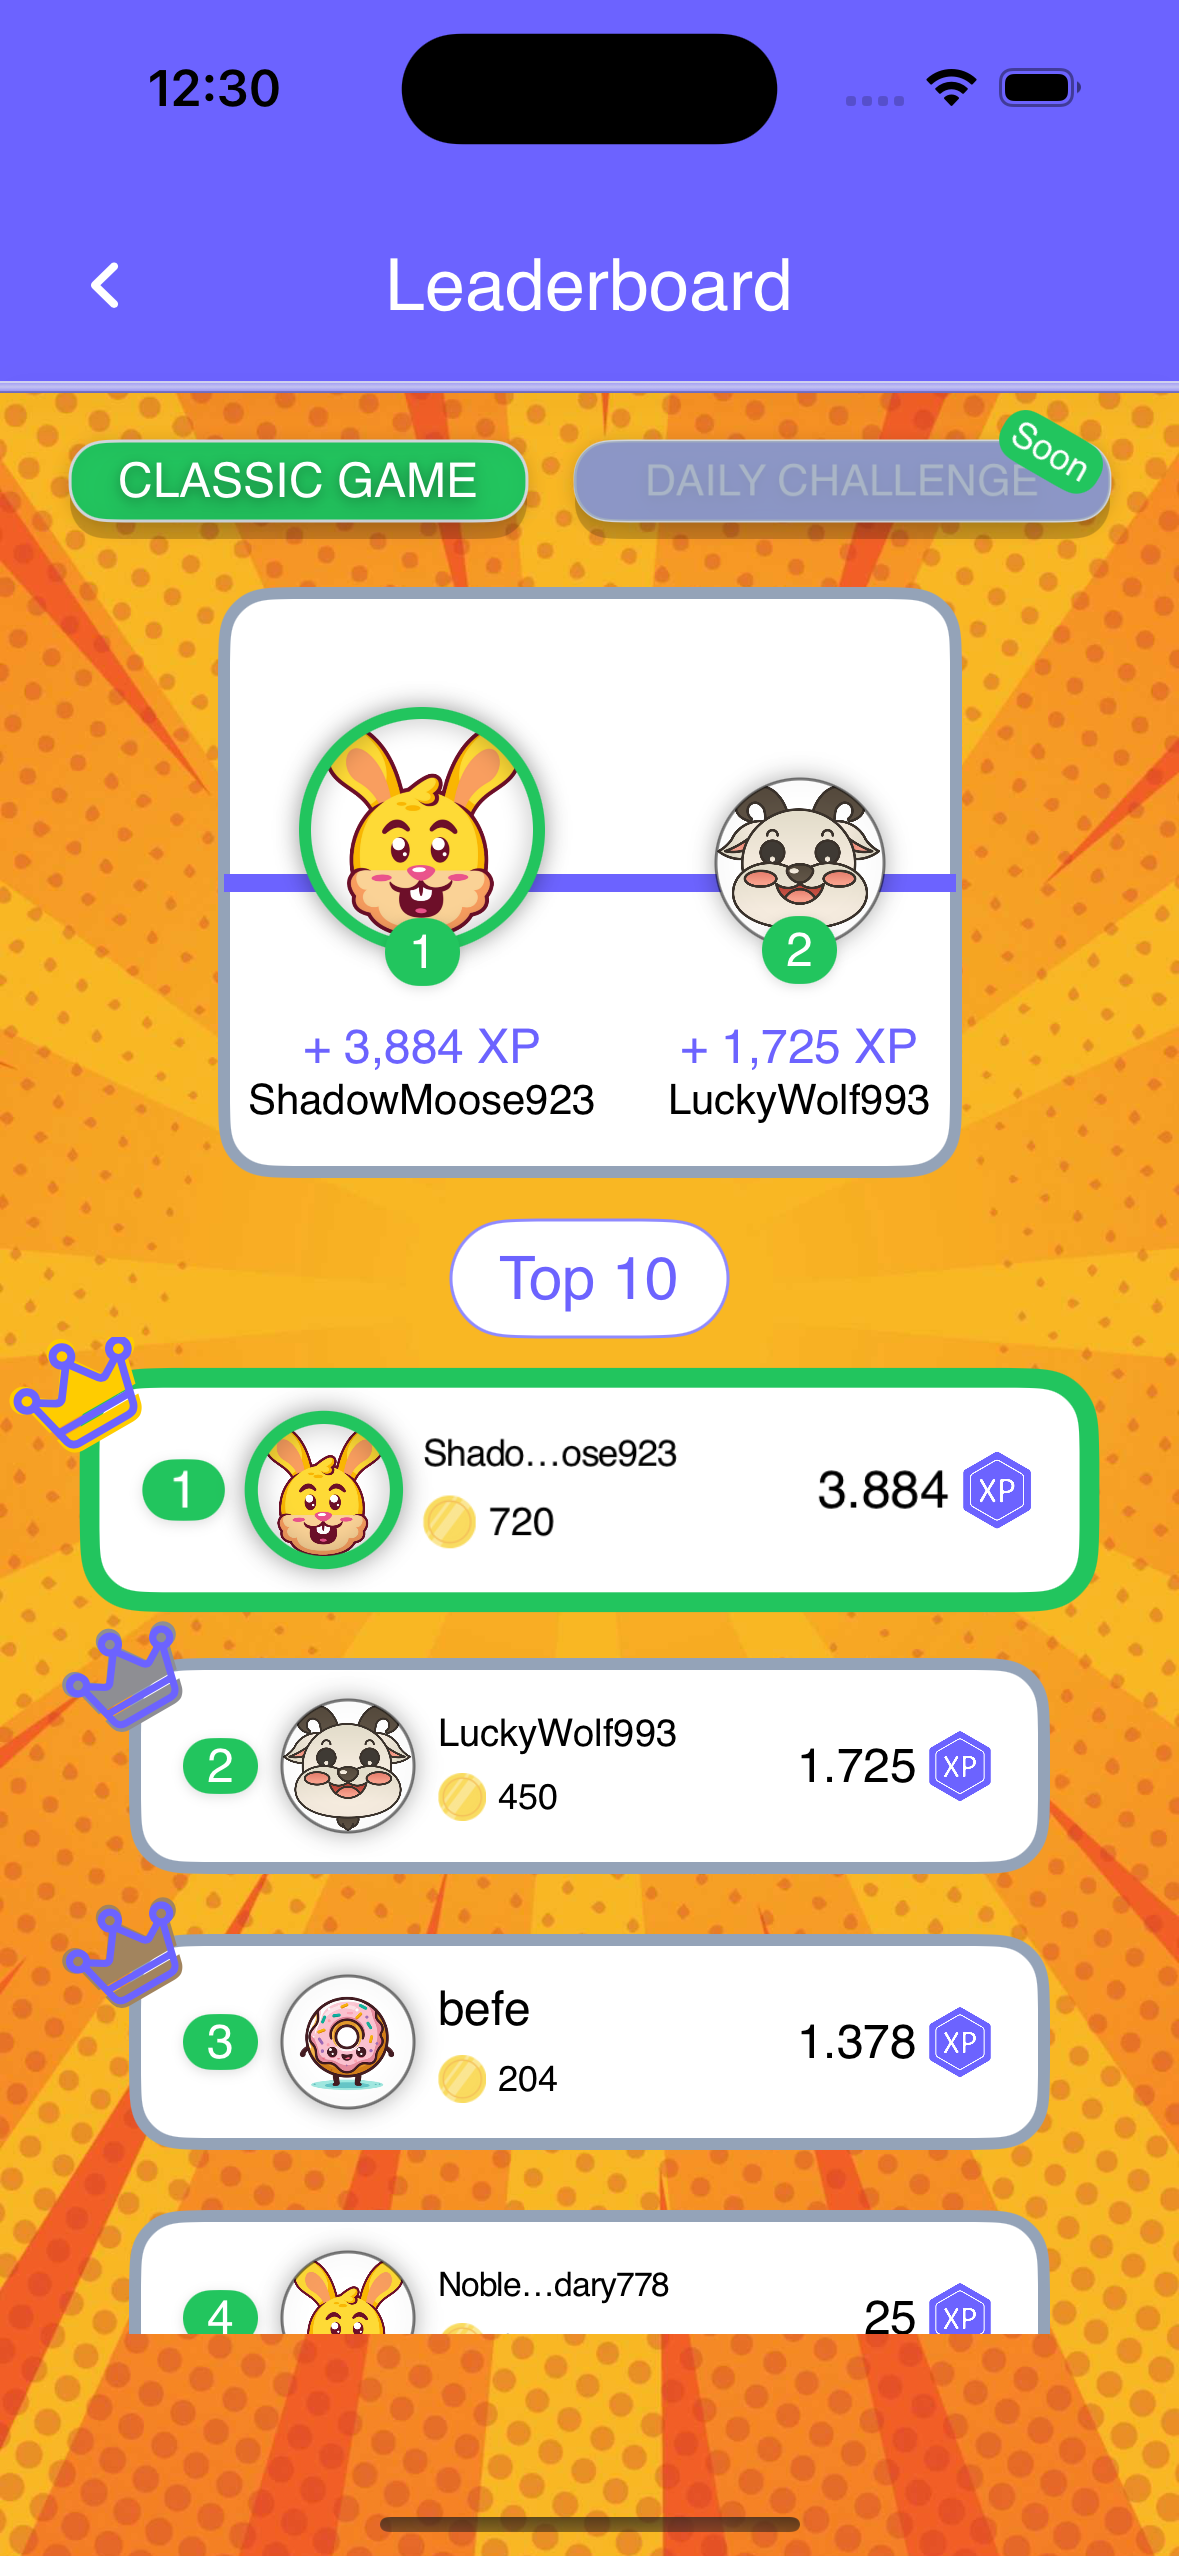 12:30
Leaderboard
CLASSIC GAME
DAILY CHALLENGE
Soon
1
2
+ 3,884 XP
+ 1,725 XP
ShadowMoose923
LuckyWolf993
Top 10
1
Shado...ose923
720
3.884 XP
2
LuckyWolf993
450
1.725 XP
3
befe
204
1.378 XP
4
Noble...dary778
25 XP